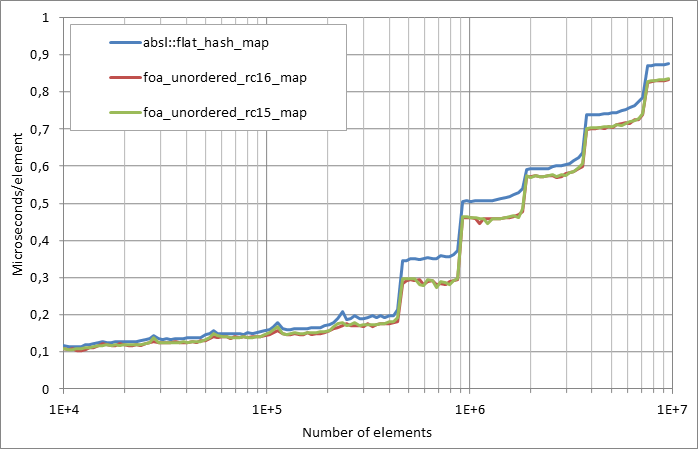 1
0,9
0,8
0,7
0,6
0,5
0,4
0,3
0,2
0,1
0
Microseconds/element
absl::flat_hash_map
foa_unordered_rc16_map
foa_unordered_rc15_map
1E+4 1E+5 1E+6 1E+7
Number of elements